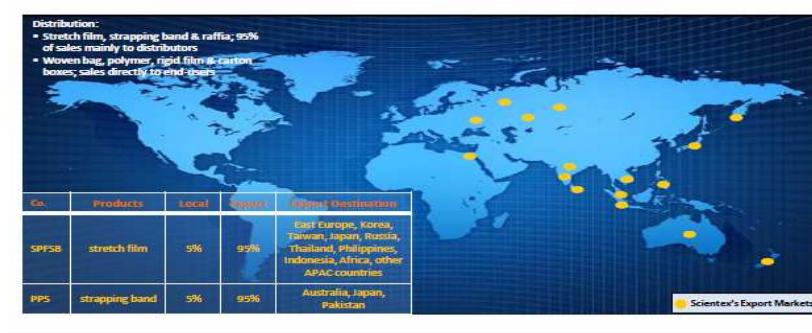 Distribution:
▪ Stretch film, strapping band & raffia; 95%
of sales mainly to distributors
▪ Woven bag, polymer, rigid film & carton
boxes; sales directly to end-users
Co. Products Local Export Export Destination
SPFSB stretch film 5% 95% East Europe, Korea,
Taiwan, Japan, Russia,
Thailand, Philippines,
Indonesia, Africa, other
APAC countries
PPS strapping band 5% 95% Australia, Japan,
Pakistan
Scientex's Export Markets